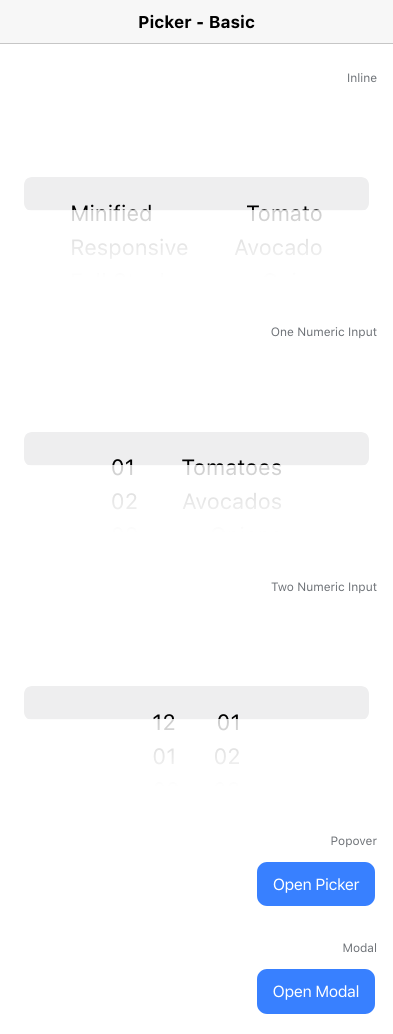 Picker - Basic
Inline
Minified Tomato
Responsive Avocado
One Numeric Input
01 Tomatoes
02 Avocados
Two Numeric Input
12 01
01 02
Popover
Open Picker
Modal
Open Modal